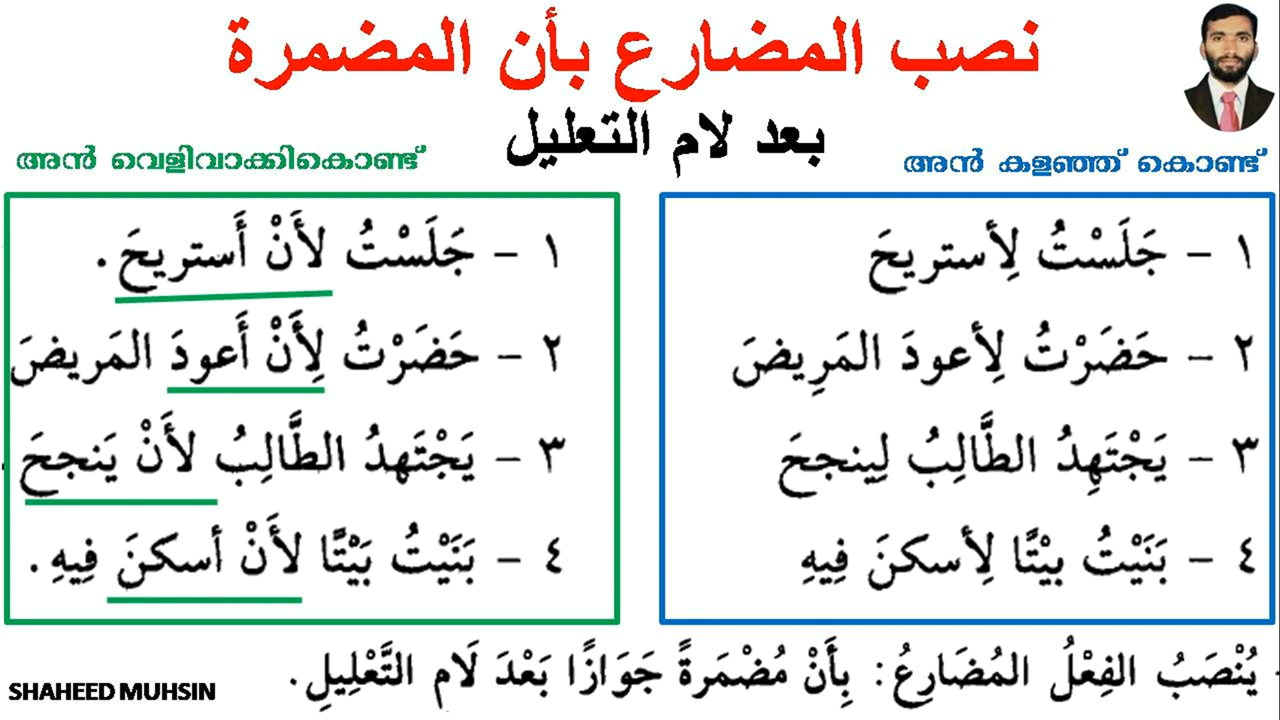 نصب المضارع بأن المضمرة
بعد لام التعليل
അൻ കളഞ്ഞ് കൊണ്ട്
١ - جَلَسْتُ لِأستريحَ
٢ - حَضَرْتُ لِأعودَ المَرِيضَ
٣ - يَجْتَهِدُ الطَّالِبُ لِينجحَ
٤ - بَنَيْتُ بيْتًا لِأسكنَ فِيهِ
അൻ വെളിവാക്കികൊണ്ട്
١ - جَلَسْتُ لأَنْ أَستريحَ .
٢ - حَضَرْتُ لِأَنْ أَعودَ المَريضَ
٣ - يَجْتَهدُ الطَّالِبُ لأَنْ يَنجحَ .
٤ - بَنَيْتُ بَيْتًا لأَنْ أسكنَ فِيهِ .
- يُنْصَبُ الفِعْلُ المُضَارِعُ : بِأَنْ مُضْمَرةً جَوَازًا بَعْدَ لَام التَّعْلِيلِ .
SHAHEED MUHSIN